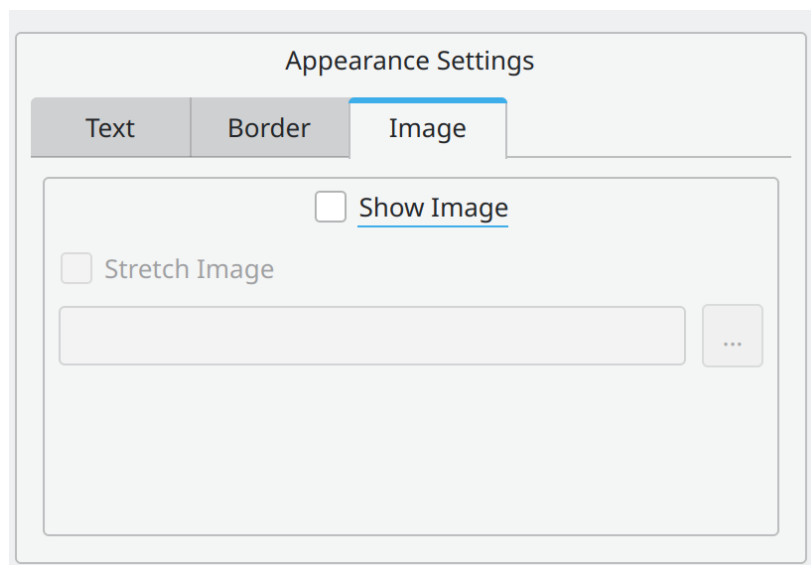 Appearance Settings
Text Border Image
Show Image
Stretch Image
...